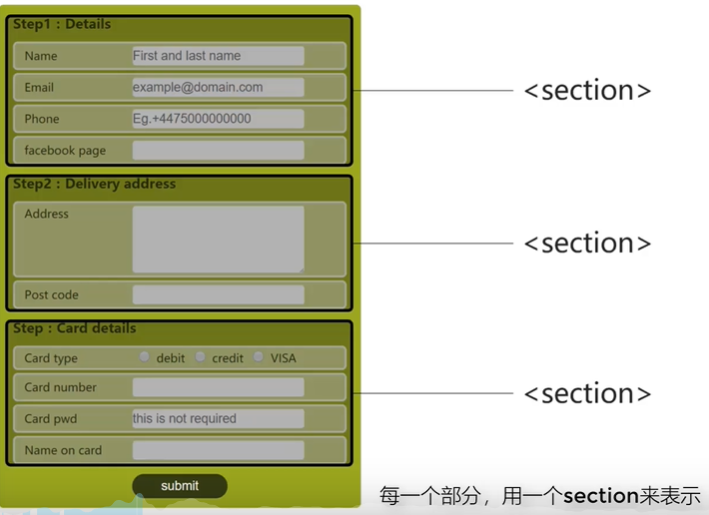 Step1 : Details
Name First and last name
Email example@domain.com
<section>
Phone Eg.+4475000000000
facebook page
Step2 : Delivery address
Address
<section>
Post code
Step : Card details
Card type debit credit VISA
Card number
<section>
Card pwd this is not required
Name on card
submit
每一个部分，用一个section来表示